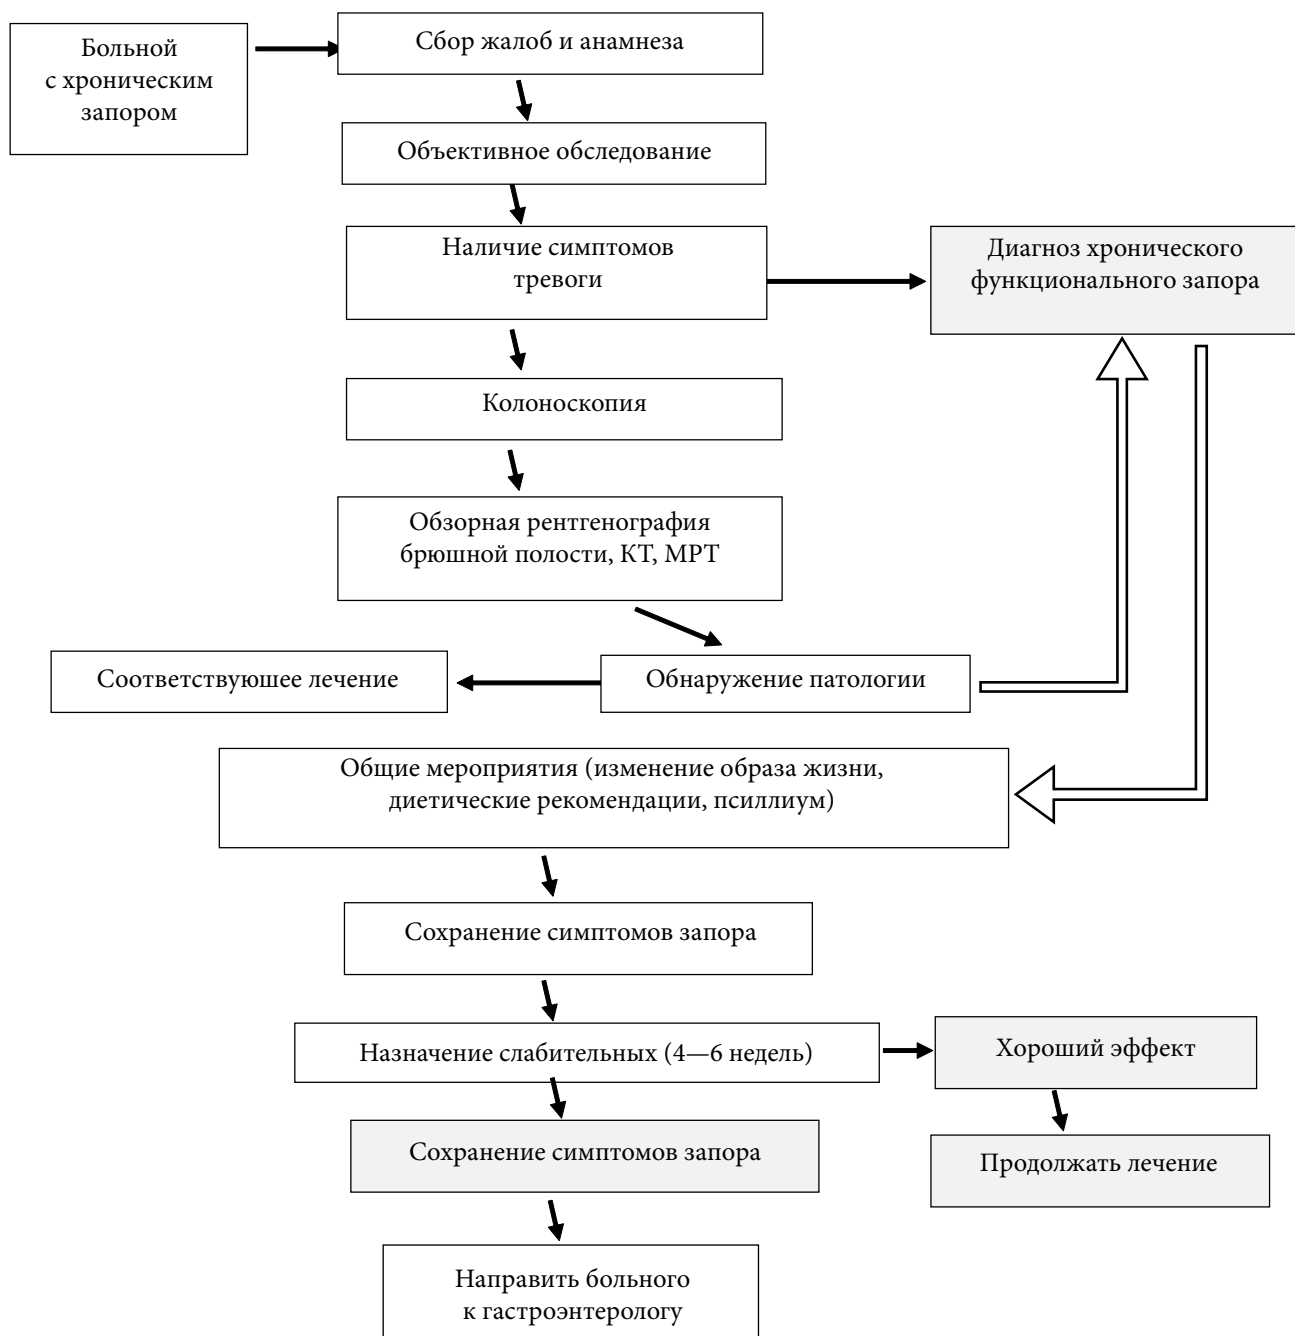 Больной
с хроническим
запором
Сбор жалоб и анамнеза
Объективное обследование
Наличие симптомов
тревоги
Диагноз хронического
функционального запора
Колоноскопия
Обзорная рентгенография
брюшной полости, КТ, МРТ
Соответствуюшее лечение
Обнаружение патологии
Общие мероприятия (изменение образа жизни,
диетические рекомендации, псиллиум)
Сохранение симптомов запора
Назначение слабительных (4—6 недель)
Хороший эффект
Сохранение симптомов запора
Продолжать лечение
Направить больного
к гастроэнтерологу